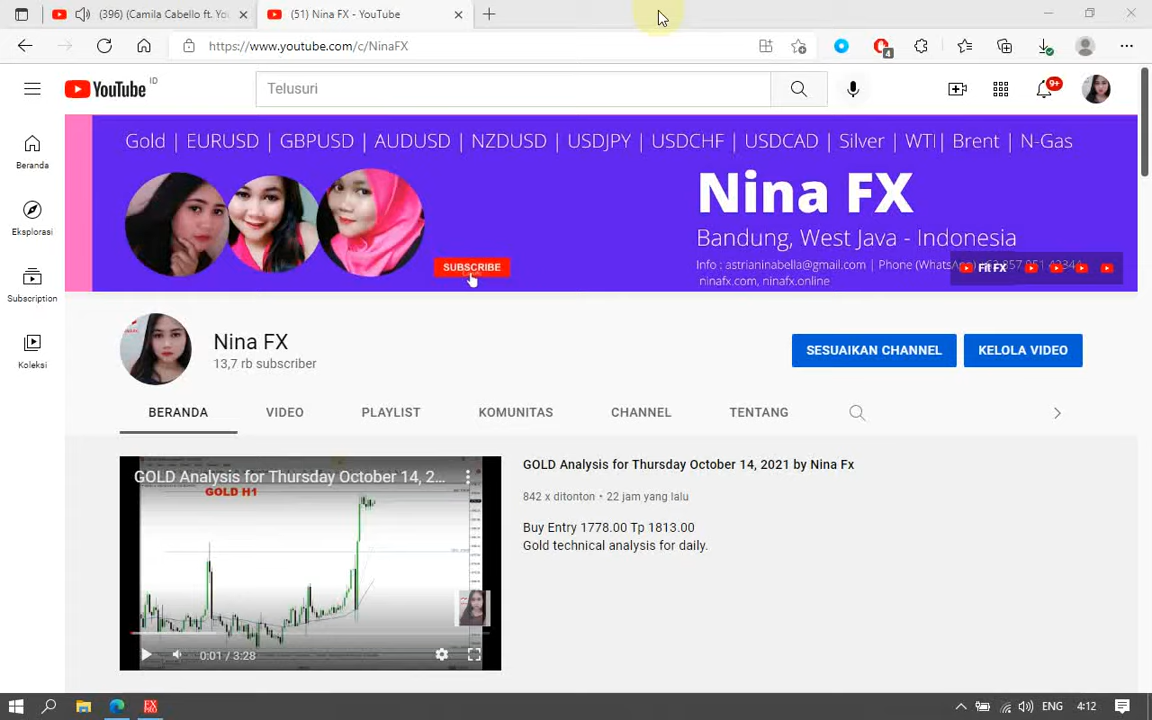 (396) (Camila Cabello ft. Yo
(51) Nina FX - YouTube
https://www.youtube.com/c/NinaFX
4
YouTube ID
Telusuri
9+
Beranda
Eksplorasi
Subscription
Koleksi
Gold | EURUSD | GBPUSD | AUDUSD | NZDUSD | USDJPY | USDCHF | USDCAD | Silver | WTI | Brent | N-Gas
Nina FX
Bandung, West Java - Indonesia
Info : astrianinabella@gmail.com | Phone (WhatsApp)
ninafx.com, ninafx.online
Fit FX
SUBSCRIBE
Nina FX
13,7 rb subscriber
SESUAIKAN CHANNEL
KELOLA VIDEO
BERANDA VIDEO PLAYLIST KOMUNITAS CHANNEL TENTANG
GOLD Analysis for Thursday October 14, 2...
GOLD H1
0:01 / 3:28
GOLD Analysis for Thursday October 14, 2021 by Nina Fx
842 x ditonton • 22 jam yang lalu
Buy Entry 1778.00 Tp 1813.00
Gold technical analysis for daily.
ENG 4:12